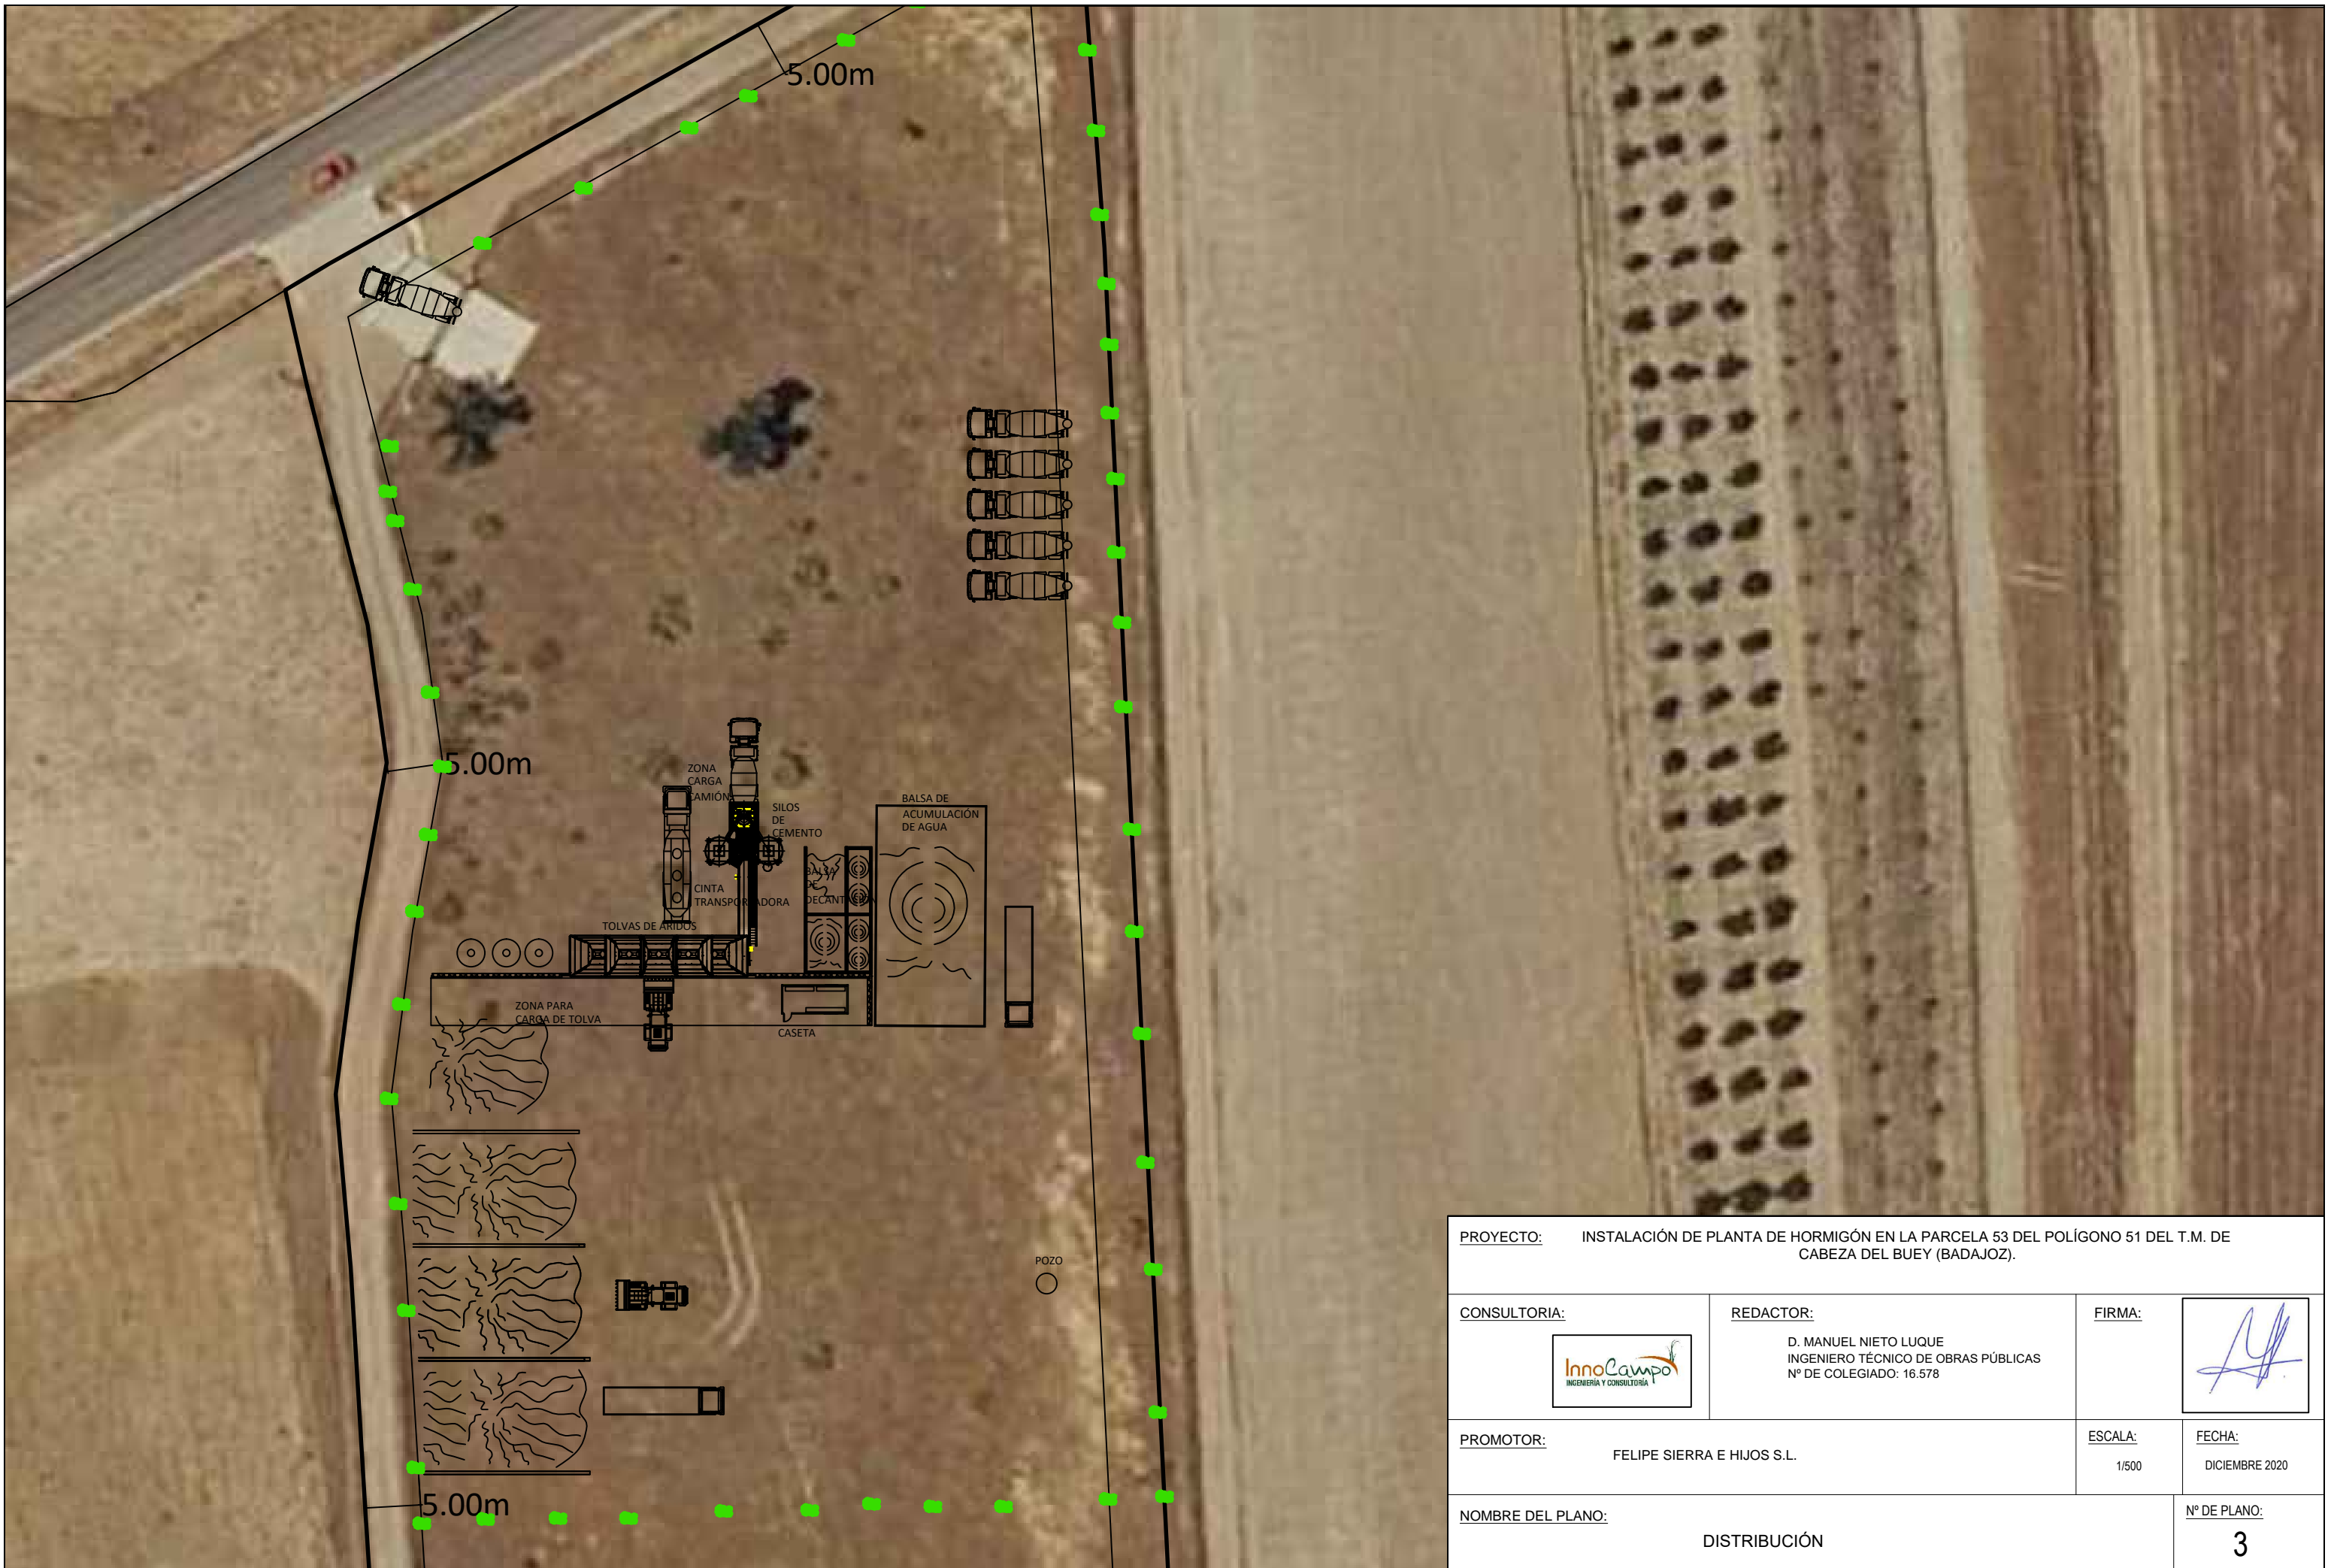 5.00m
5.00m
ZONA
CARGA
CAMIÓN
SILOS
DE
CEMENTO
BALSA DE
ACUMULACIÓN
DE AGUA
BALSA
DE
CINTA
TRANSPORTADORA
TOLVAS DE ARIDOS
ZONA PARA
CARGA DE TOLVA
CASETA
POZO
5.00m
PROYECTO: INSTALACIÓN DE PLANTA DE HORMIGÓN EN LA PARCELA 53 DEL POLÍGONO 51 DEL T.M. DE
CABEZA DEL BUEY (BADAJOZ).
CONSULTORIA:
InnoCampo
INGENIERÍA Y CONSULTORÍA
REDACTOR:
D. MANUEL NIETO LUQUE
INGENIERO TÉCNICO DE OBRAS PÚBLICAS
Nº DE COLEGIADO: 16.578
FIRMA:
PROMOTOR:
FELIPE SIERRA E HIJOS S.L.
ESCALA:
1/500
FECHA:
DICIEMBRE 2020
NOMBRE DEL PLANO:
DISTRIBUCIÓN
Nº DE PLANO:
3